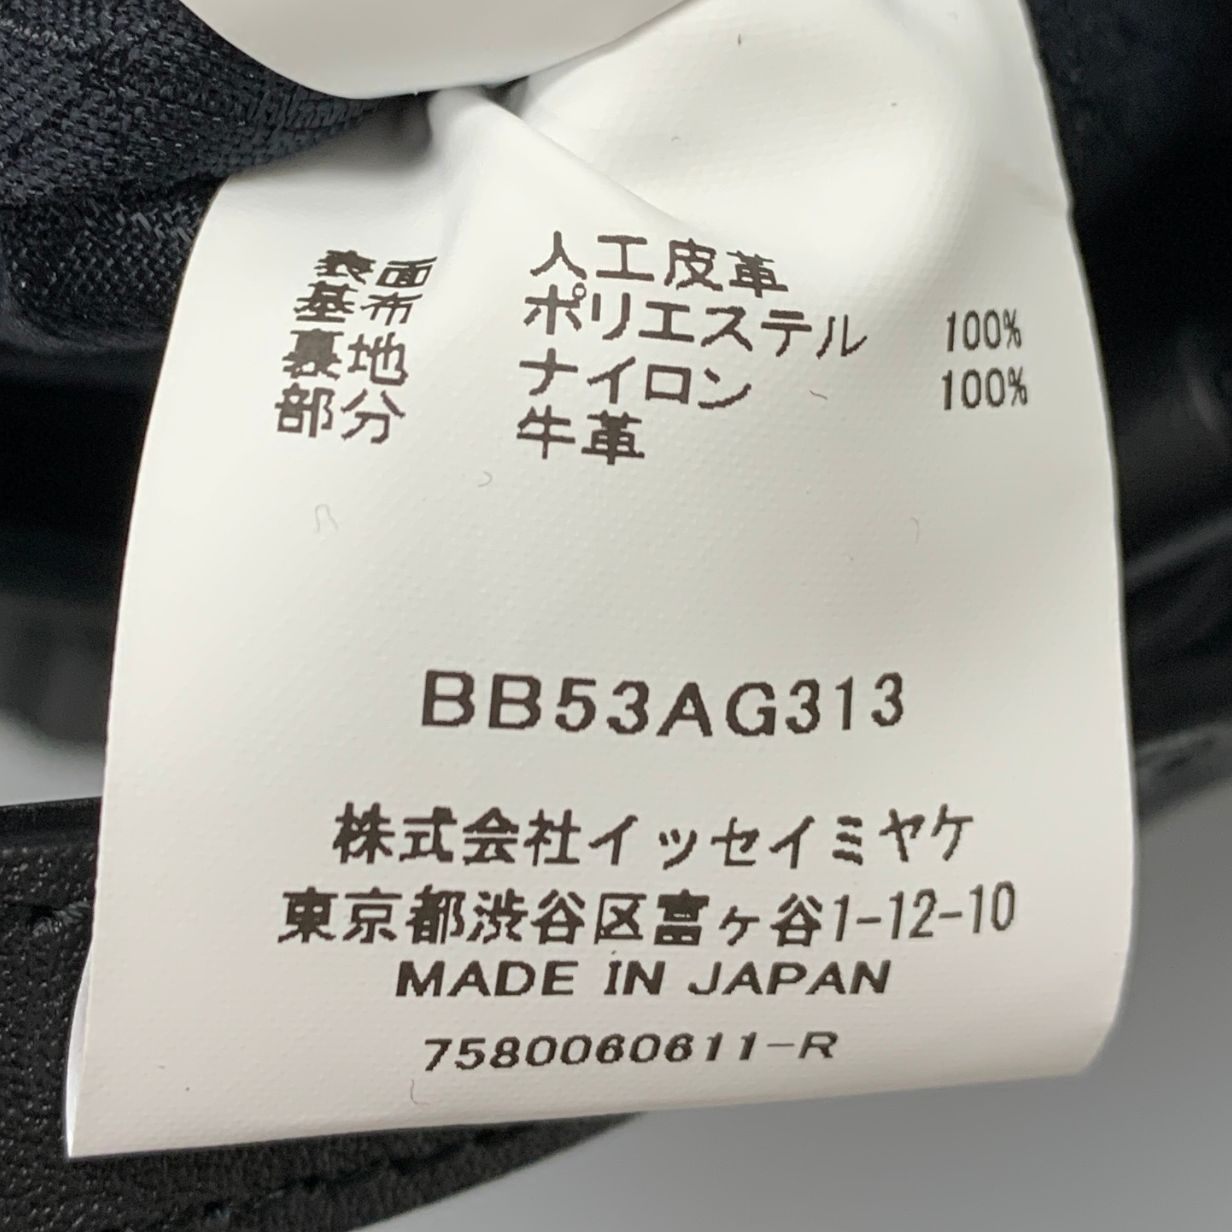 表面 人工皮革
基布 ポリエステル 100%
裏地 ナイロン 100%
部分 牛革
BB53AG313
株式会社イッセイミヤケ
東京都渋谷区富ヶ谷1-12-10
MADE IN JAPAN
7580060611-R